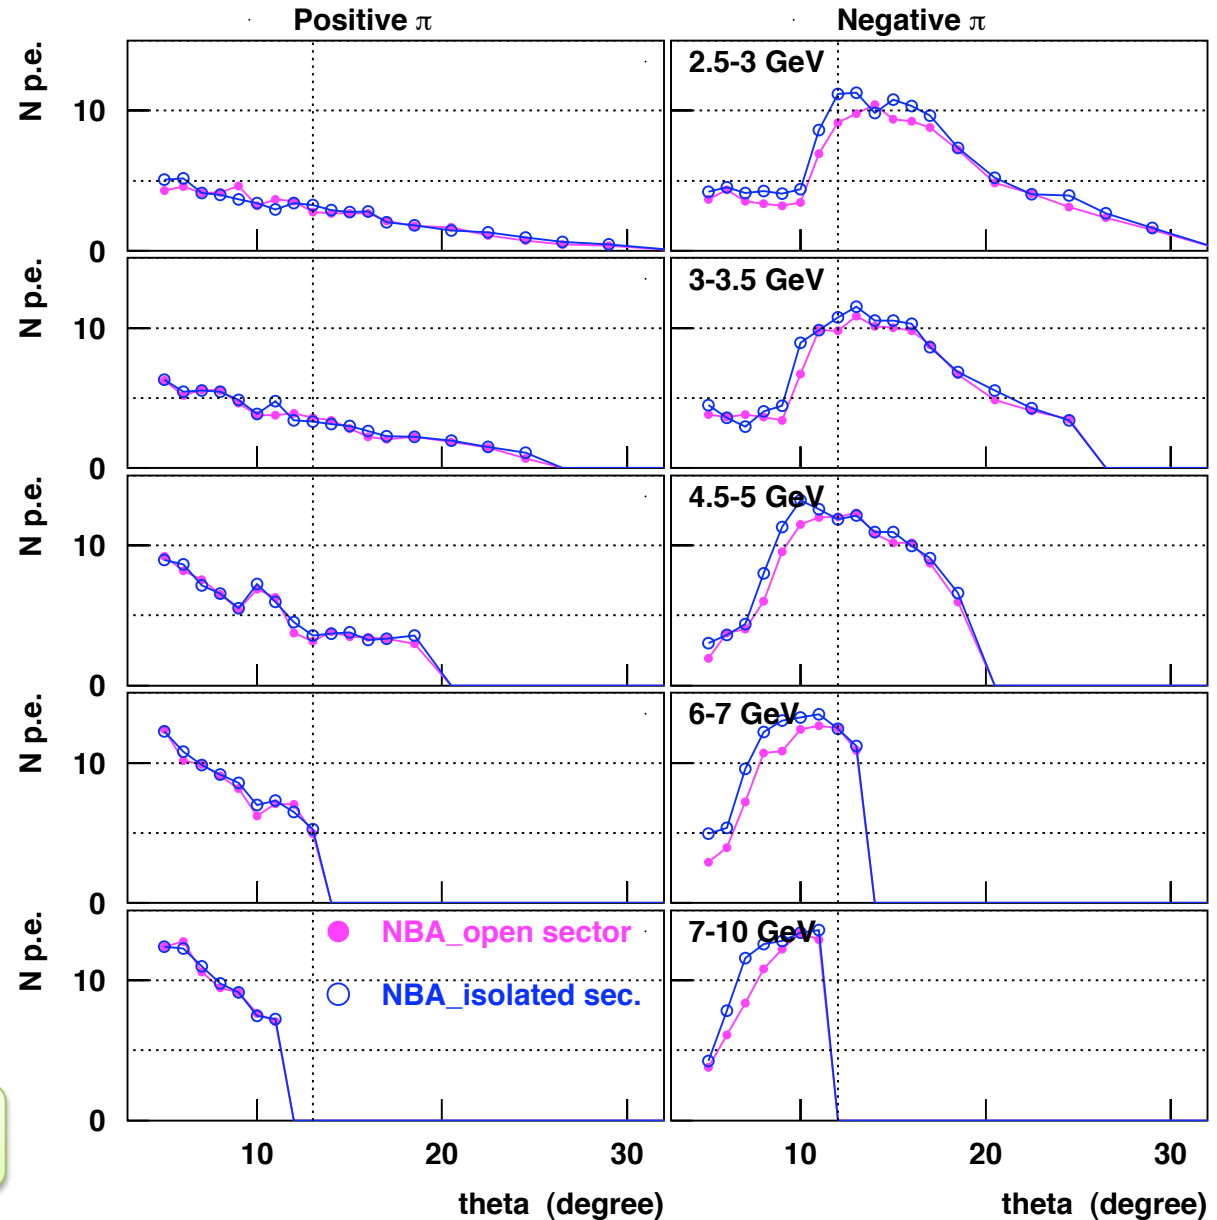 Positive π Negative π
N p.e. 10 0 2.5-3 GeV
N p.e. 10 0 3-3.5 GeV
N p.e. 10 0 4.5-5 GeV
N p.e. 10 0 6-7 GeV
N p.e. 10 0 7-10 GeV
NBA_open sector
NBA_isolated sec.
10 20 30 10 20 30
theta (degree) theta (degree)